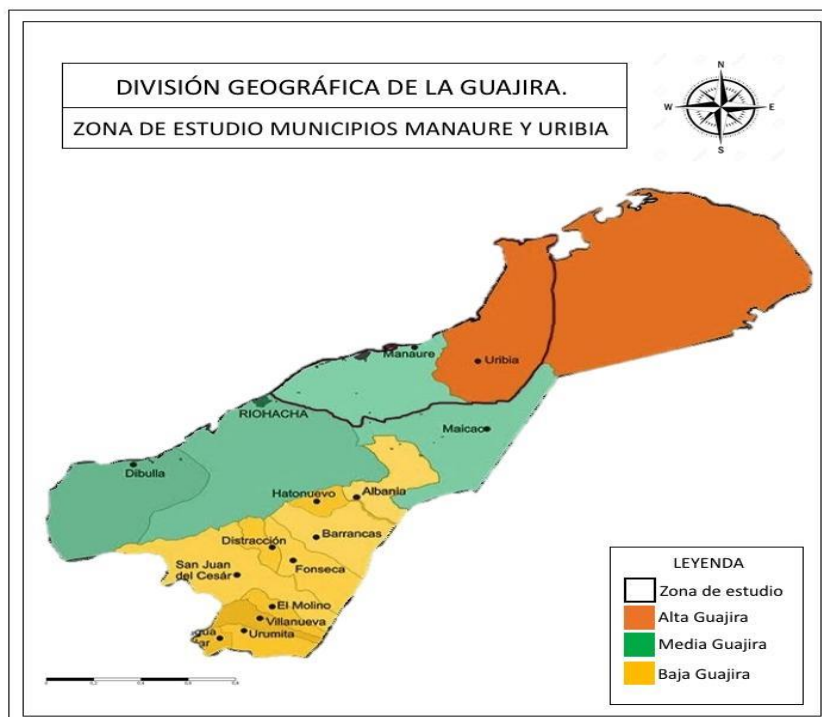 DIVISIÓN GEOGRÁFICA DE LA GUAJIRA.
ZONA DE ESTUDIO MUNICIPIOS MANAURE Y URIBIA
N
W
E
S
Manaure
Uribia
RIOHACHA
Maicao
Dibulla
Albania
Hatonuevo
Barrancas
Distracción
Fonseca
San Juan
del Cesár
El Molino
Villanueva
Urumita
LEYENDA
Zona de estudio
Alta Guajira
Media Guajira
Baja Guajira